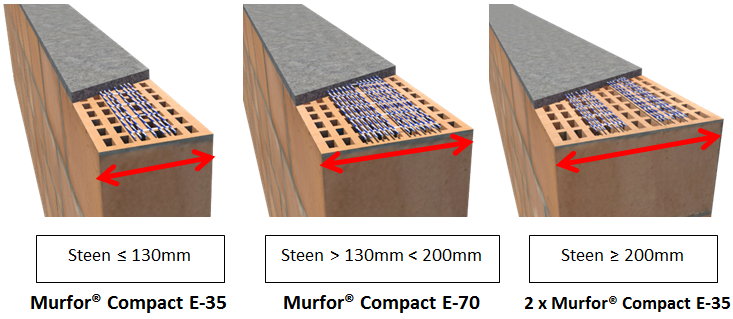 Steen ≤ 130mm
Steen > 130mm < 200mm
Steen ≥ 200mm
Murfor® Compact E-35
Murfor® Compact E-70
2 x Murfor® Compact E-35